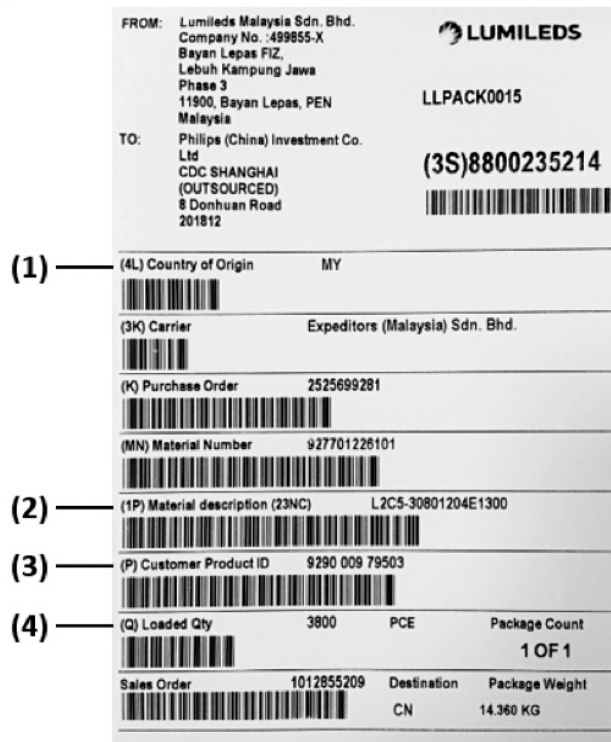 FROM: Lumileds Malaysia Sdn. Bhd.
Company No. :499855-X
Bayan Lepas FIZ,
Lebuh Kampung Jawa
Phase 3
11900, Bayan Lepas, PEN
Malaysia
LUMILEDS
LLPACK0015
TO: Philips (China) Investment Co.
Ltd
CDC SHANGHAI
(OUTSOURCED)
8 Donhuan Road
201812
(3S)8800235214
(1) (4L) Country of Origin MY
(3K) Carrier Expeditors (Malaysia) Sdn. Bhd.
(K) Purchase Order 2525699281
(MN) Material Number 927701226101
(2) (1P) Material description (23NC) L2C5-30801204E1300
(3) (P) Customer Product ID 9290 009 79503
(4) (Q) Loaded Qty 3800 PCE Package Count
1 OF 1
Sales Order 1012855209 Destination Package Weight
CN 14.360 KG